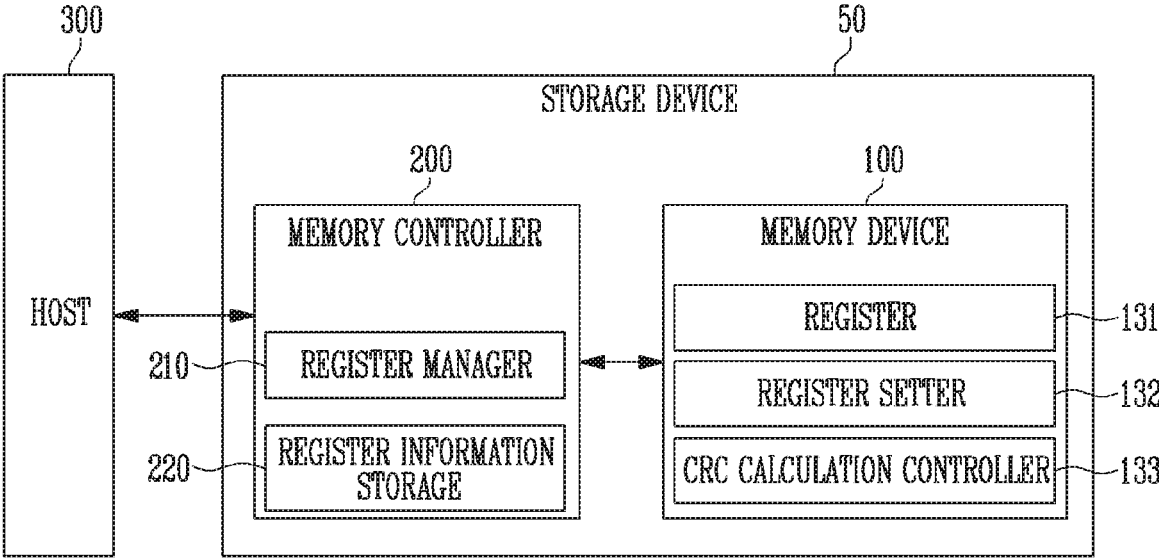 300
50
STORAGE DEVICE
200
100
MEMORY CONTROLLER
MEMORY DEVICE
HOST
REGISTER
131
210
REGISTER MANAGER
REGISTER SETTER
132
220
REGISTER INFORMATION
STORAGE
CRC CALCULATION CONTROLLER
133